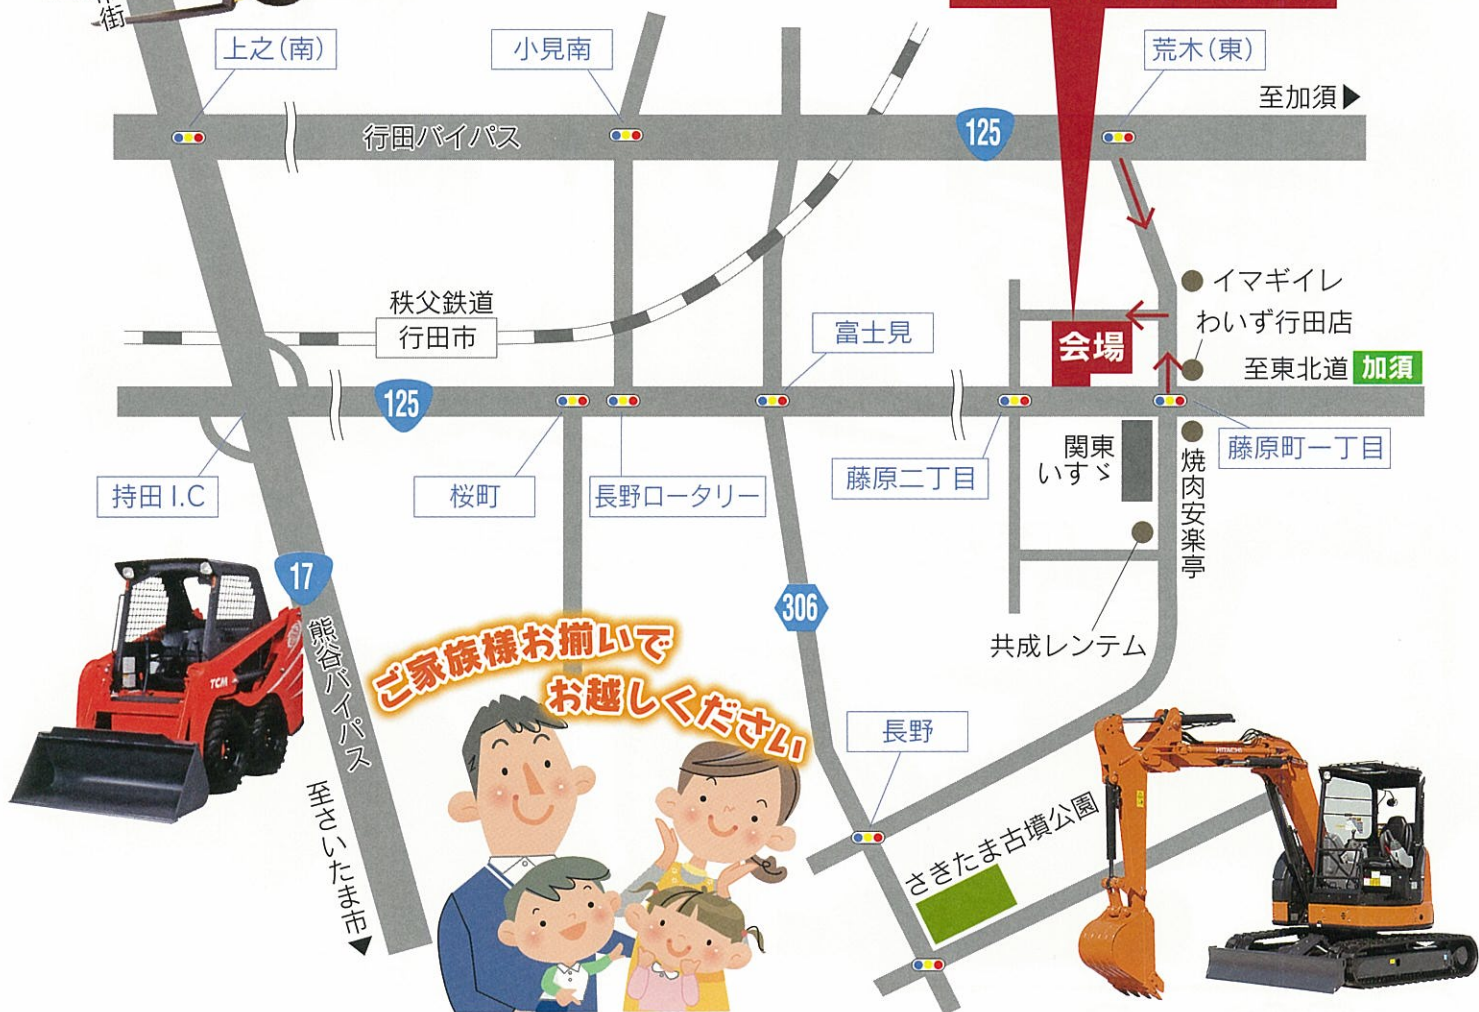 街
上之(南)
小見南
荒木(東)
至加須▶
行田バイパス
125
秩父鉄道
行田市
イマギイレ
わいず行田店
富士見
会場
至東北道 加須
125
持田I.C
桜町
長野ロータリー
藤原二丁目
関東
いすゞ
焼肉安楽亭
藤原町一丁目
17
熊谷バイパス
306
共成レンテム
TCM
ご家族様お揃いで
お越しください
至さいたま市▼
長野
さきたま古墳公園
HITACHI